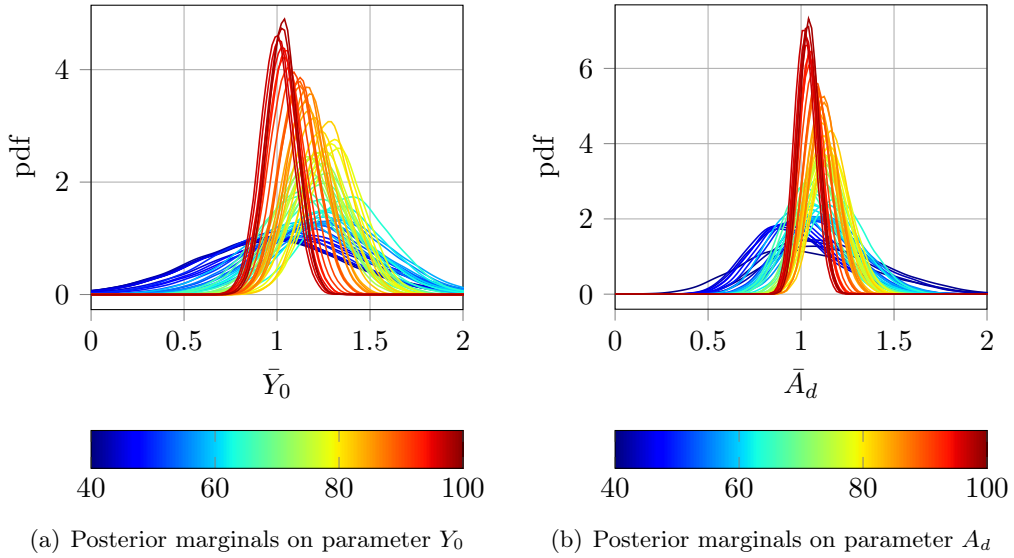 4
2
0
pdf
0 0.5 1 1.5 2
Ȳ₀
40 60 80 100
(a) Posterior marginals on parameter Y₀
6
4
2
0
pdf
0 0.5 1 1.5 2
Ā_d
40 60 80 100
(b) Posterior marginals on parameter A_d